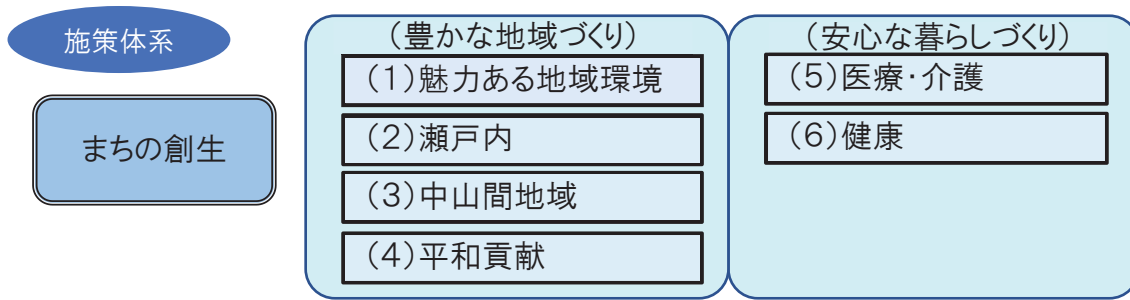 施策体系
まちの創生
(豊かな地域づくり)
(1)魅力ある地域環境
(2)瀬戸内
(3)中山間地域
(4)平和貢献
(安心な暮らしづくり)
(5)医療・介護
(6)健康